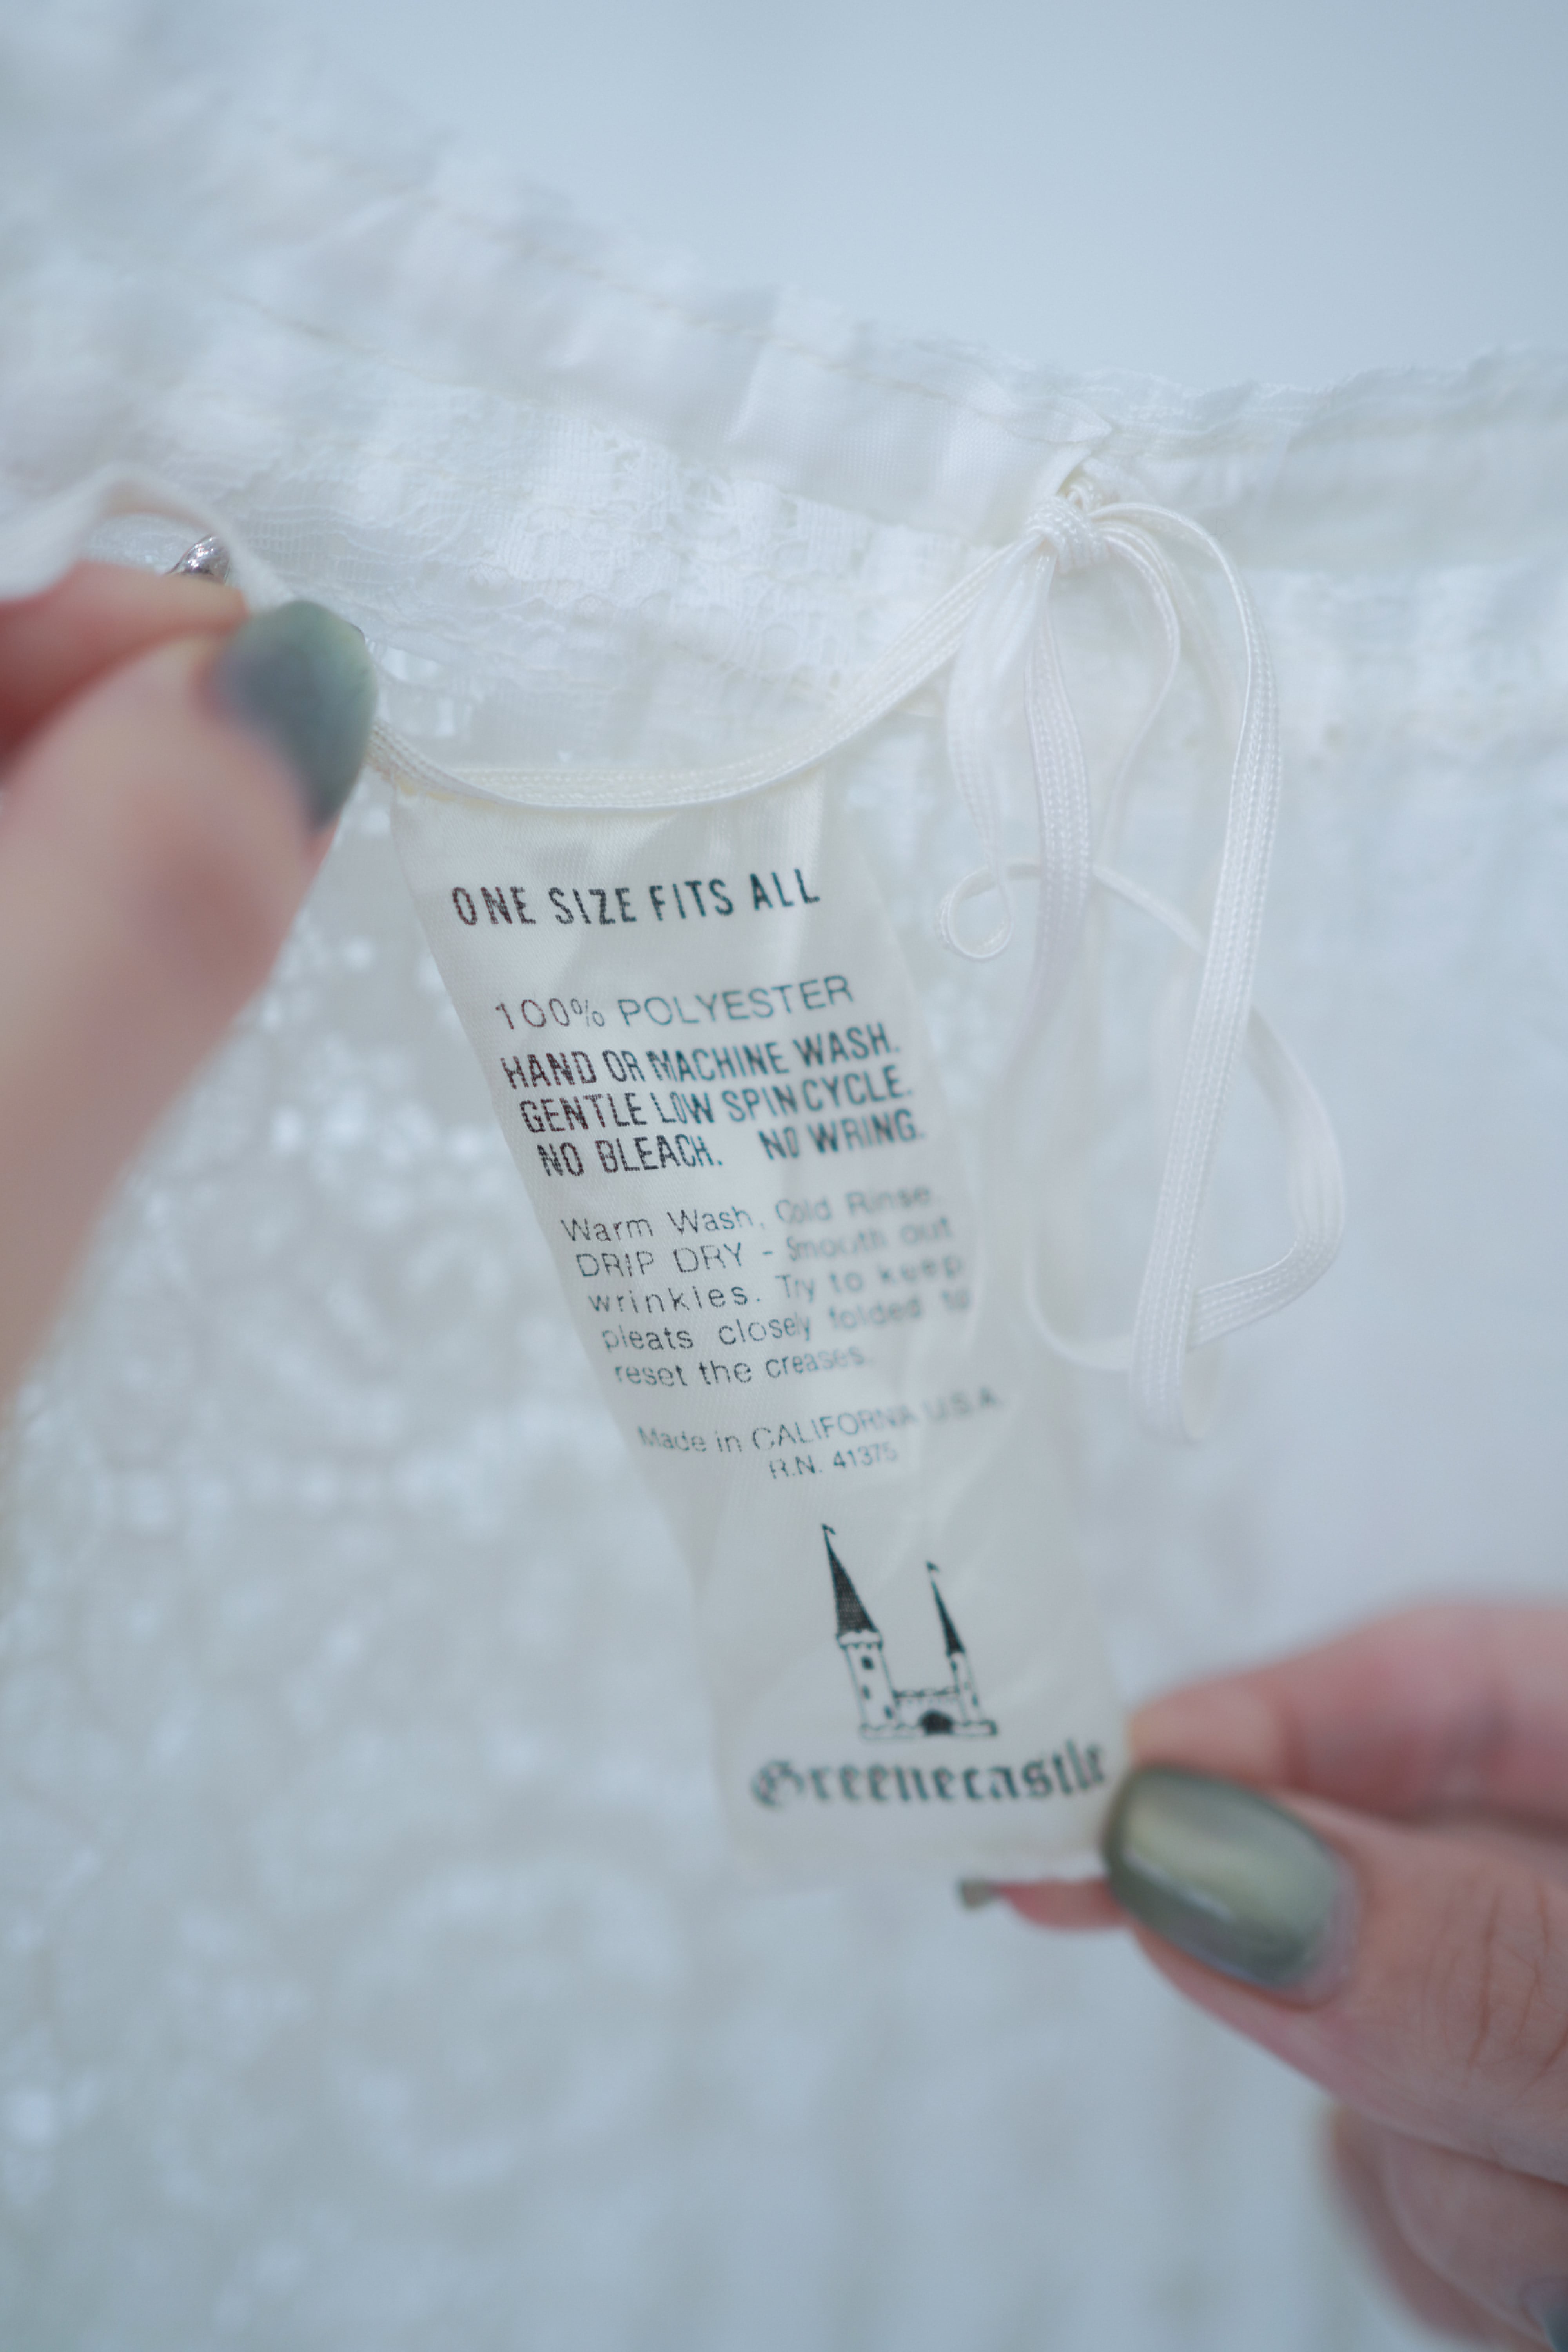 ONE SIZE FITS ALL
100% POLYESTER
HAND OR MACHINE WASH.
GENTLE LOW SPIN CYCLE.
NO BLEACH. NO WRING.
Warm Wash, Cold Rinse.
DRIP DRY - Smooth out
wrinkles. Try to keep
pleats closely folded to
reset the creases.
Made in CALIFORNIA U.S.A.
R.N. 41375
Greenecastle